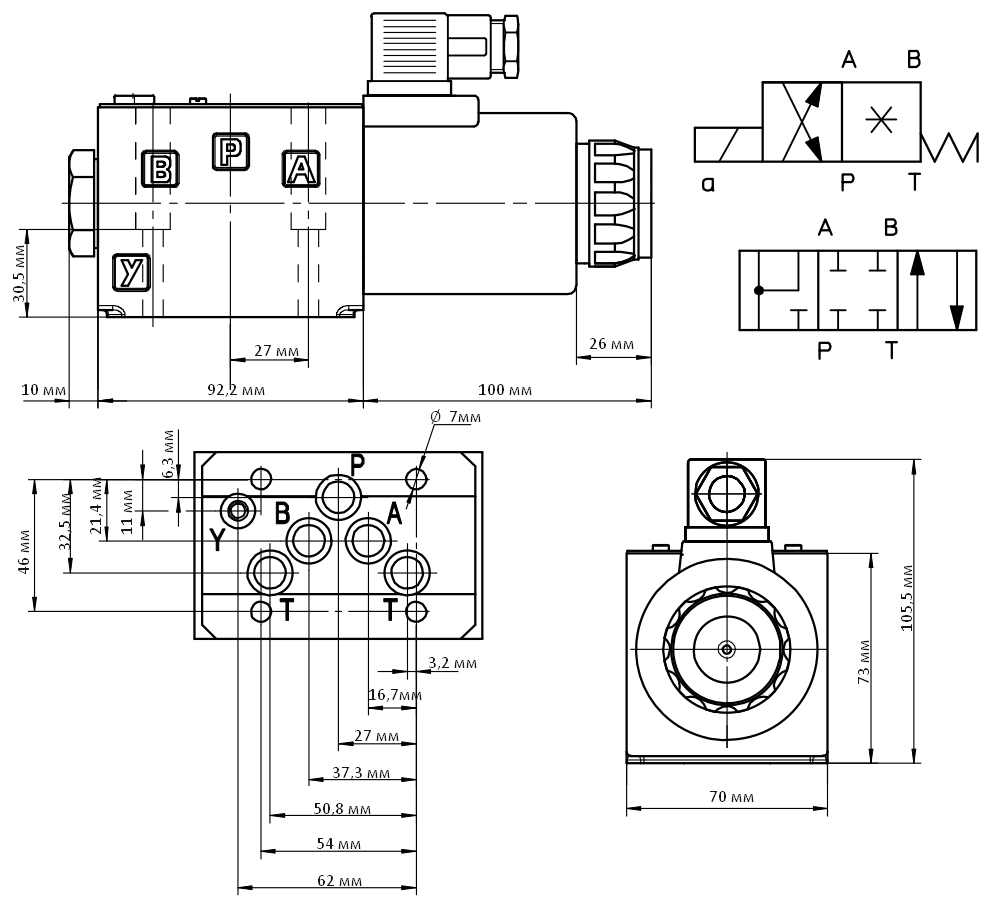 A B
a P T
B P A
Y
A B
P T
30,5 мм
27 мм
26 мм
10 мм
92,2 мм
100 мм
Ø 7мм
6,3 мм
11 мм
21,4 мм
32,5 мм
46 мм
P
B A
Y
T T
3,2 мм
16,7мм
27 мм
37,3 мм
50,8 мм
54 мм
62 мм
105,5 мм
73 мм
70 мм